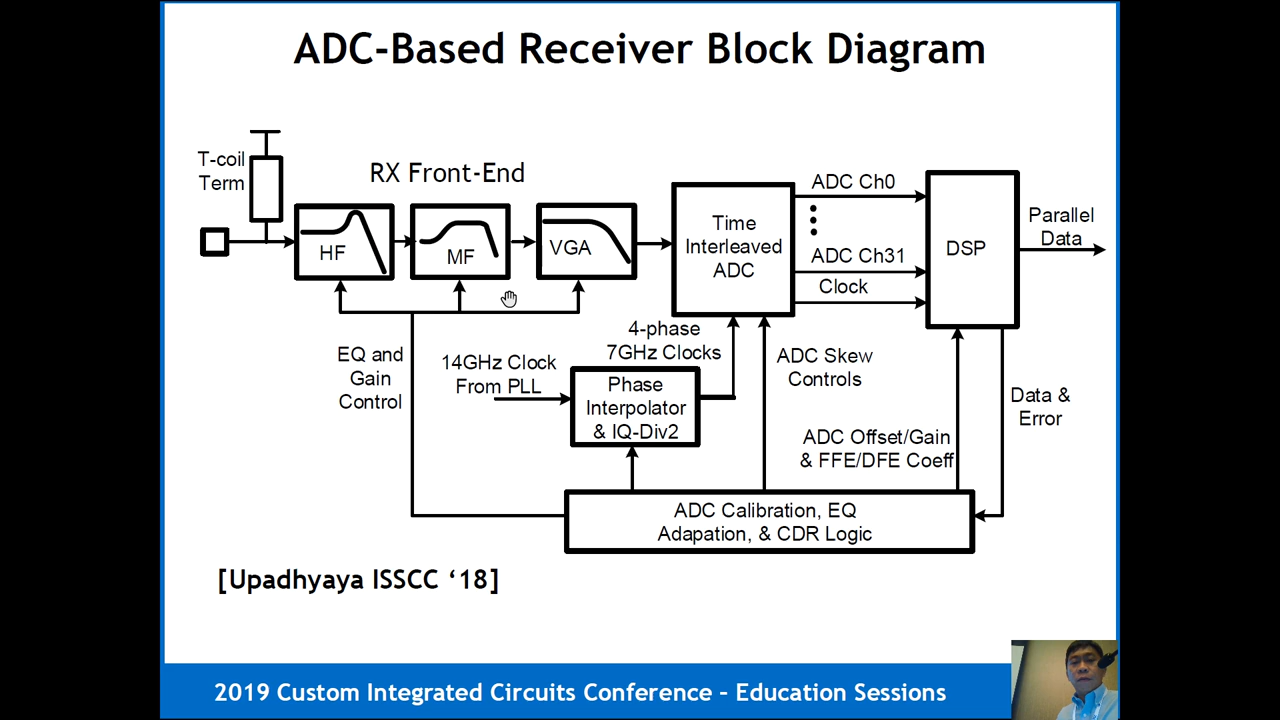 ADC-Based Receiver Block Diagram
T-coil
Term
RX Front-End
HF
MF
VGA
Time
Interleaved
ADC
ADC Ch0
ADC Ch31
Clock
DSP
Parallel
Data
EQ and
Gain
Control
14GHz Clock
From PLL
4-phase
7GHz Clocks
Phase
Interpolator
& IQ-Div2
ADC Skew
Controls
ADC Offset/Gain
& FFE/DFE Coeff
Data &
Error
ADC Calibration, EQ
Adapation, & CDR Logic
[Upadhyaya ISSCC ‘18]
2019 Custom Integrated Circuits Conference – Education Sessions